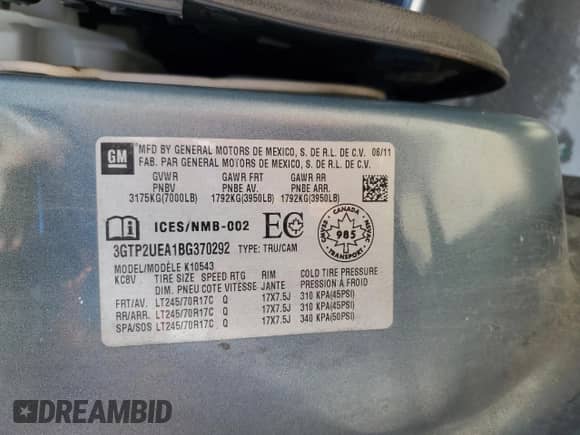 GM
MFD BY GENERAL MOTORS DE MEXICO, S. DE R.L. DE C.V. 06/11
FAB. PAR GENERAL MOTORS DE MEXICO, S. DE R.L. DE C.V.
GVWR GAWR FRT GAWR RR
PNBV PNBE AV. PNBE ARR.
3175KG(7000LB) 1792KG(3950LB) 1792KG(3950LB)
ICES/NMB-002 EC
CANADA
985
TRANSPORT
3GTP2UEA1BG370292 TYPE: TRU/CAM
MODEL/MODÈLE K10543
KCBV TIRE SIZE SPEED RTG RIM COLD TIRE PRESSURE
DIM. PNEU COTE VITESSE JANTE PRESSION À FROID
FRT/AV. LT245/70R17C Q 17X7.5J 310 KPA(45PSI)
RR/ARR. LT245/70R17C Q 17X7.5J 310 KPA(45PSI)
SPA/SOS LT245/70R17C Q 17X7.5J 340 KPA(50PSI)
DREAMBID